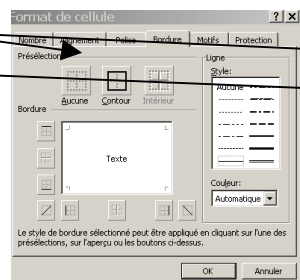 Format de cellule
Nombre Alignement Police Bordure Motifs Protection
Présélections
Aucune Contour Intérieur
Bordure
Texte
Ligne
Style:
Aucune
Couleur:
Automatique
Le style de bordure sélectionné peut être appliqué en cliquant sur l'une des
présélections, sur l'aperçu ou les boutons ci-dessus.
OK Annuler